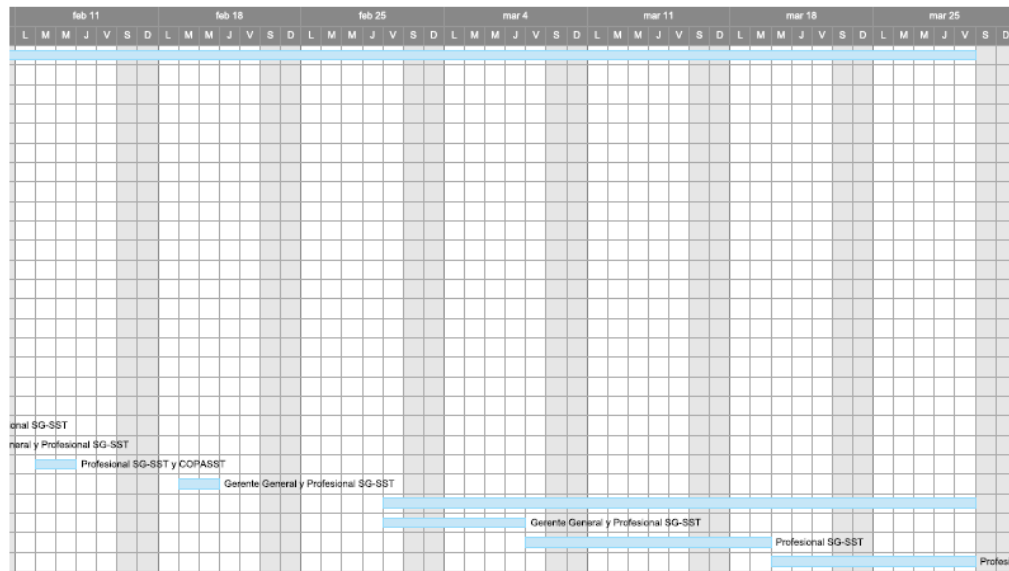 feb 11 feb 18 feb 25 mar 4 mar 11 mar 18 mar 25
L M M J V S D L M M J V S D L M M J V S D L M M J V S D L M M J V S D L M M J V S D L M M J V S D
onal SG-SST
neral y Profesional SG-SST
Profesional SG-SST y COPASST
Gerente General y Profesional SG-SST
Gerente General y Profesional SG-SST
Profesional SG-SST
Profesi